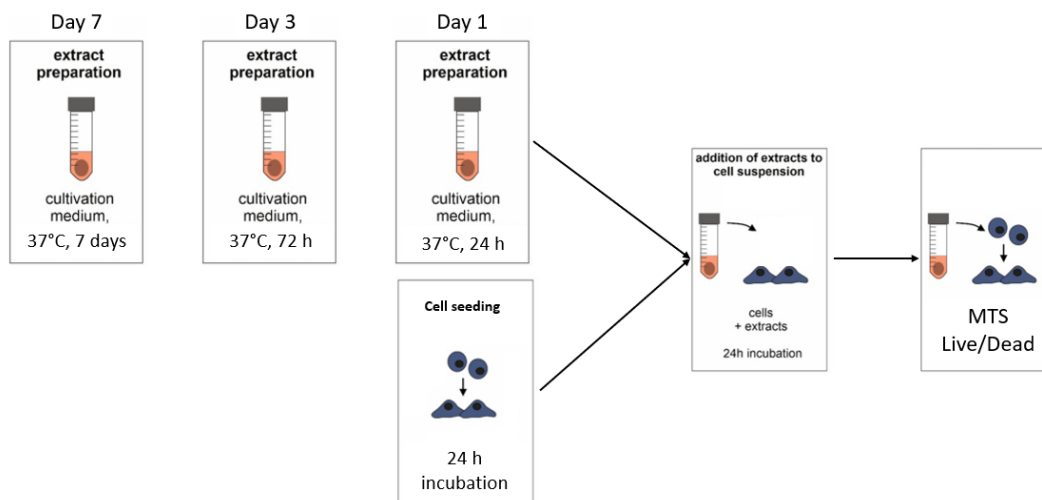 Day 7
Day 3
Day 1
extract
preparation
cultivation
medium,
37°C, 7 days
extract
preparation
cultivation
medium,
37°C, 72 h
extract
preparation
cultivation
medium,
37°C, 24 h
Cell seeding
24 h
incubation
addition of extracts to
cell suspension
cells
+ extracts
24h incubation
MTS
Live/Dead